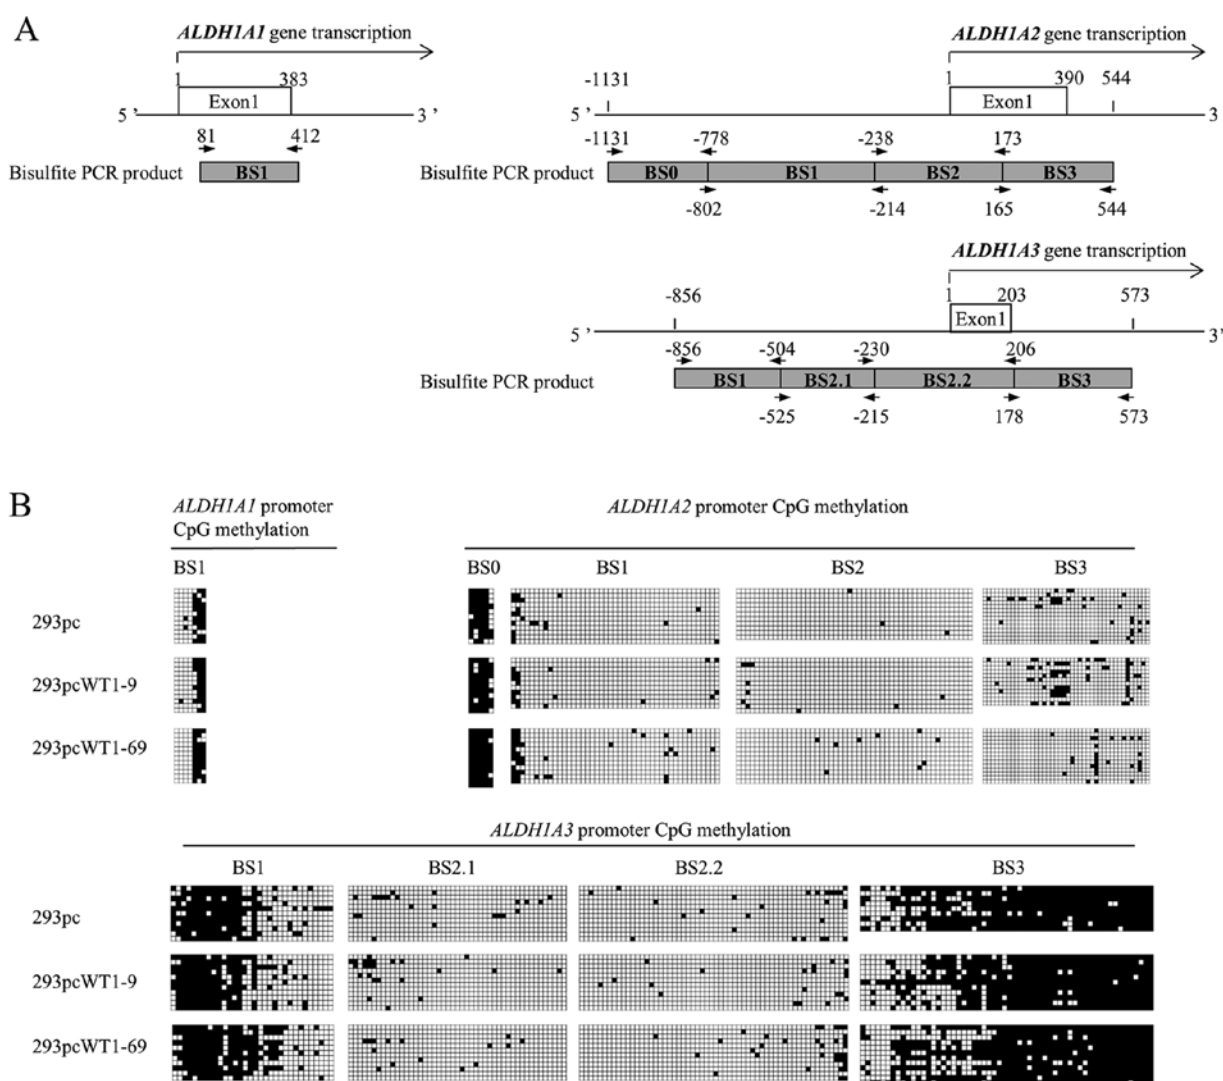 A
ALDH1A1 gene transcription
1 383
Exon1
5 ’ 3 ’
81 412
Bisulfite PCR product BS1
ALDH1A2 gene transcription
-1131 1 390 544
Exon1
5 ’ 3
-1131 -778 -238 173
Bisulfite PCR product BS0 BS1 BS2 BS3
-802 -214 165 544
ALDH1A3 gene transcription
-856 1 203 573
Exon1
5 ’ 3’
-856 -504 -230 206
Bisulfite PCR product BS1 BS2.1 BS2.2 BS3
-525 -215 178 573
B
ALDH1A1 promoter
CpG methylation
ALDH1A2 promoter CpG methylation
BS1 BS0 BS1 BS2 BS3
293pc
293pcWT1-9
293pcWT1-69
ALDH1A3 promoter CpG methylation
BS1 BS2.1 BS2.2 BS3
293pc
293pcWT1-9
293pcWT1-69